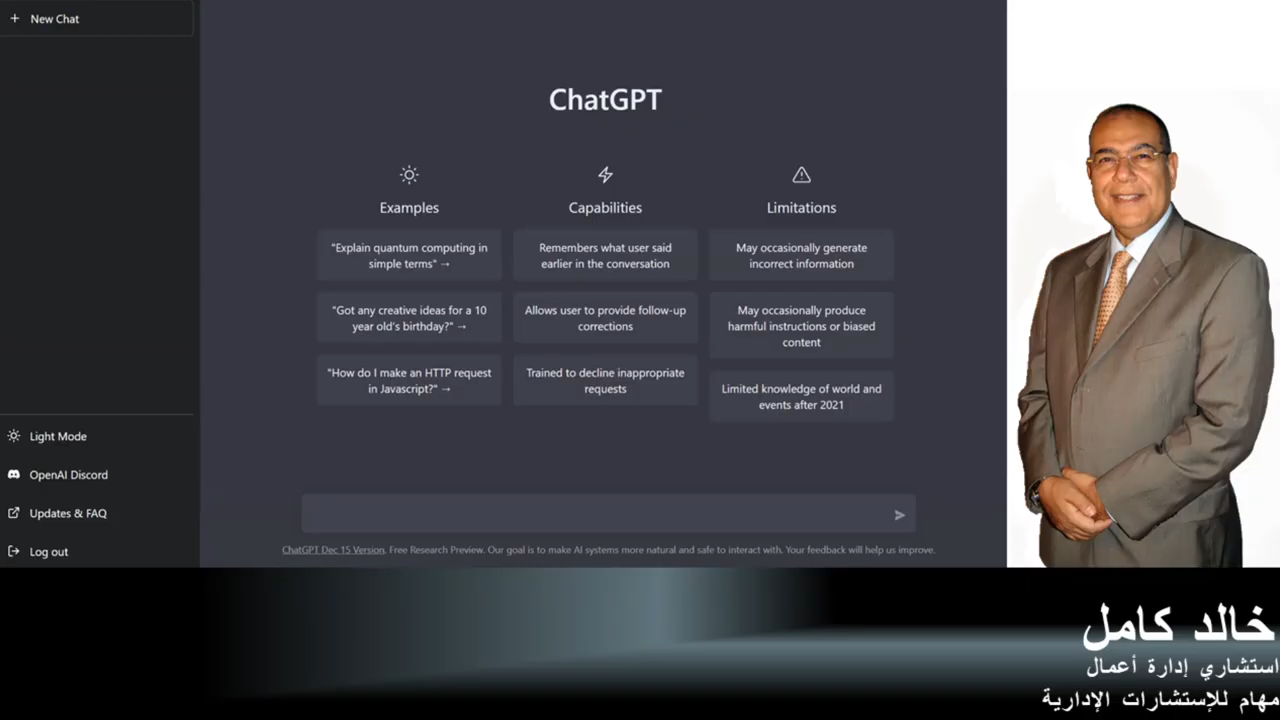 New Chat
ChatGPT
Examples
Capabilities
Limitations
"Explain quantum computing in
simple terms" →
Remembers what user said
earlier in the conversation
May occasionally generate
incorrect information
"Got any creative ideas for a 10
year old's birthday?" →
Allows user to provide follow-up
corrections
May occasionally produce
harmful instructions or biased
content
"How do I make an HTTP request
in Javascript?" →
Trained to decline inappropriate
requests
Limited knowledge of world and
events after 2021
Light Mode
OpenAI Discord
Updates & FAQ
Log out
ChatGPT Dec 15 Version. Free Research Preview. Our goal is to make AI systems more natural and safe to interact with. Your feedback will help us improve.
خالد كامل
استشاري إدارة أعمال
مهام للإستشارات الإدارية